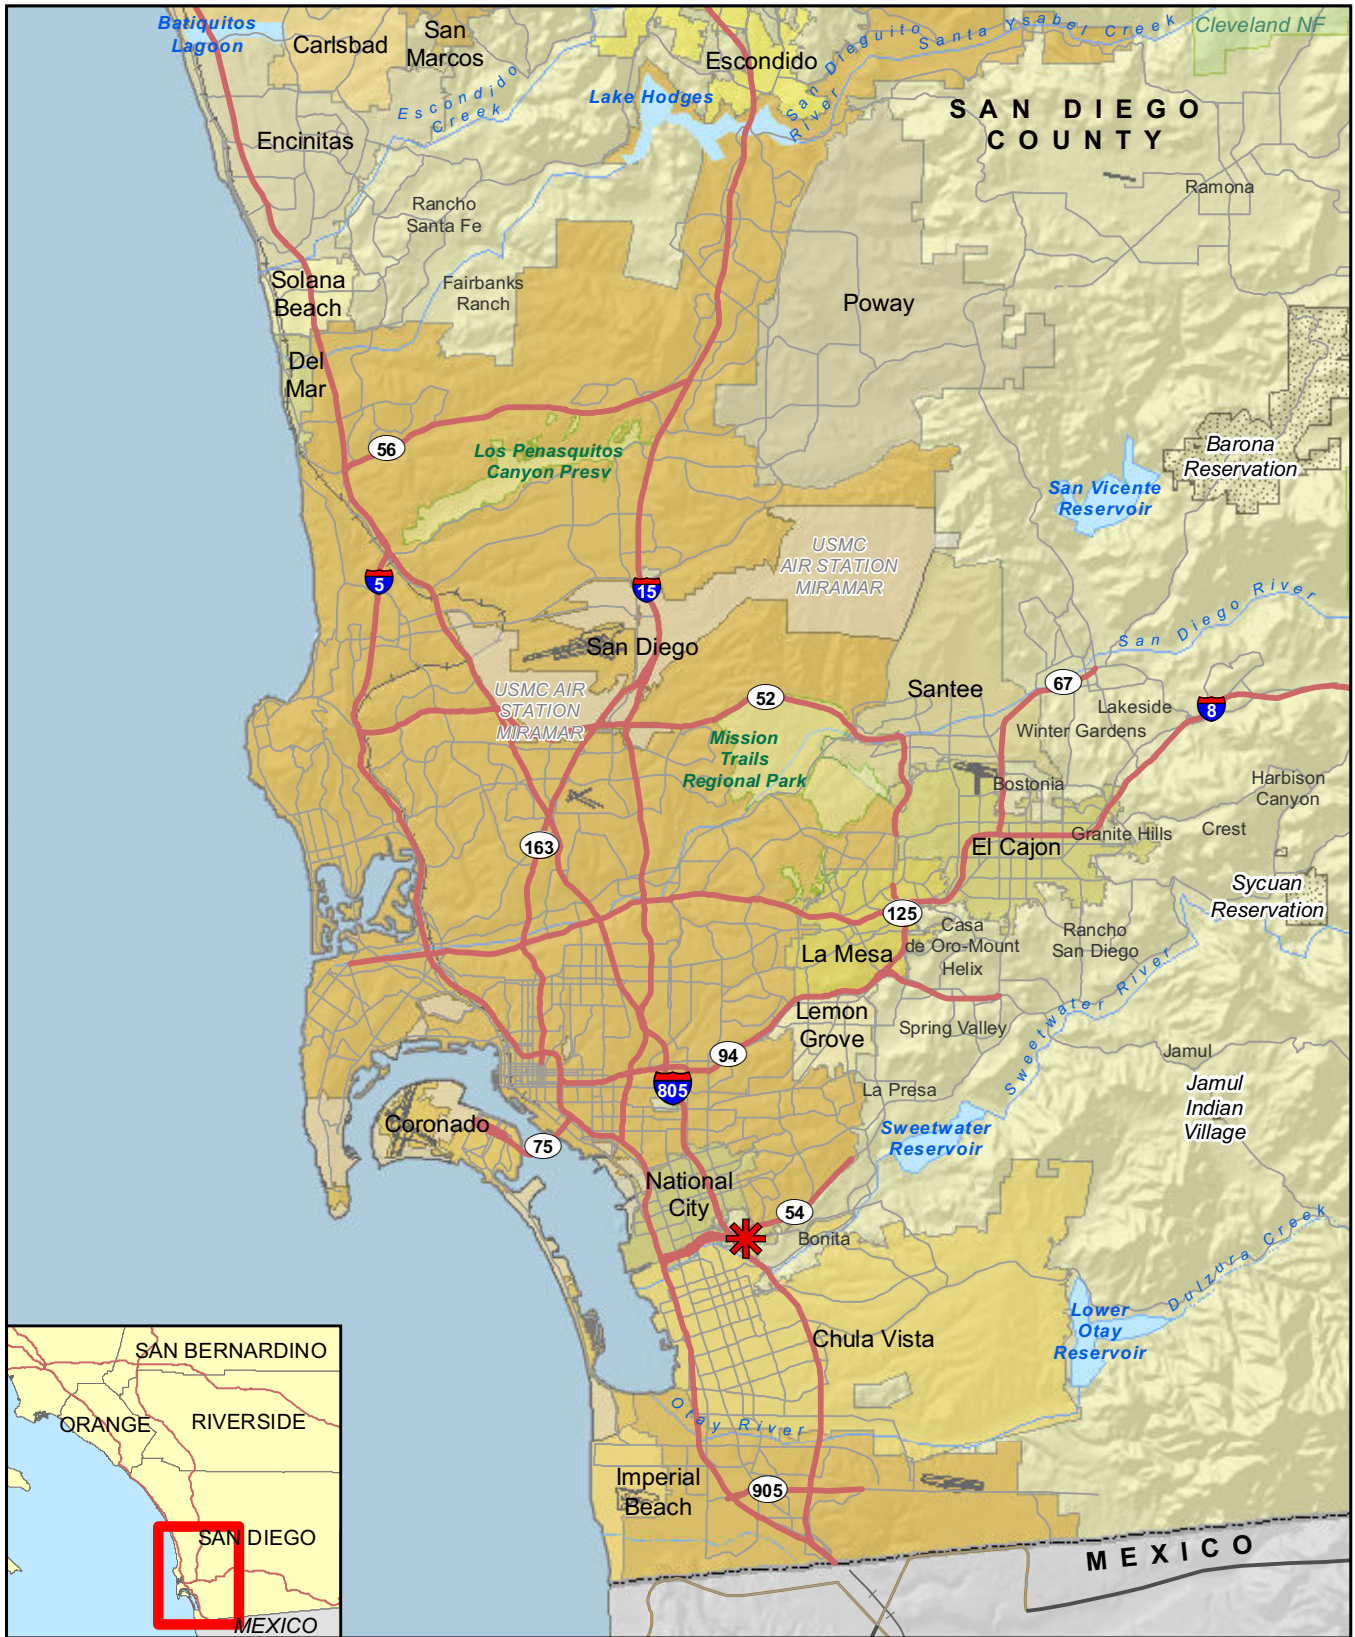 Batiquitos
Lagoon
Carlsbad
San
Marcos
Escondido
San Dieguito
River
Santa Ysabel Creek
Cleveland NF
Escondido
Creek
Lake Hodges
SAN DIEGO
COUNTY
Encinitas
Ramona
Rancho
Santa Fe
Solana
Beach
Fairbanks
Ranch
Poway
Del
Mar
56
Los Penasquitos
Canyon Presv
Barona
Reservation
San Vicente
Reservoir
USMC
AIR STATION
MIRAMAR
5
15
San Diego River
San Diego
USMC AIR
STATION
MIRAMAR
52
Santee
67
Lakeside
8
Winter Gardens
Mission
Trails
Regional Park
Bostonia
Harbison
Canyon
163
El Cajon
Granite Hills
Crest
Sycuan
Reservation
125
Casa
de Oro-Mount
Helix
Rancho
San Diego
La Mesa
Sweetwater River
Lemon
Grove
Spring Valley
94
Jamul
805
La Presa
Jamul
Indian
Village
Coronado
75
Sweetwater
Reservoir
National
City
54
Bonita
Dulzura Creek
Lower
Otay
Reservoir
Chula Vista
Otay River
Imperial
Beach
905
MEXICO
SAN BERNARDINO
ORANGE
RIVERSIDE
SAN DIEGO
MEXICO